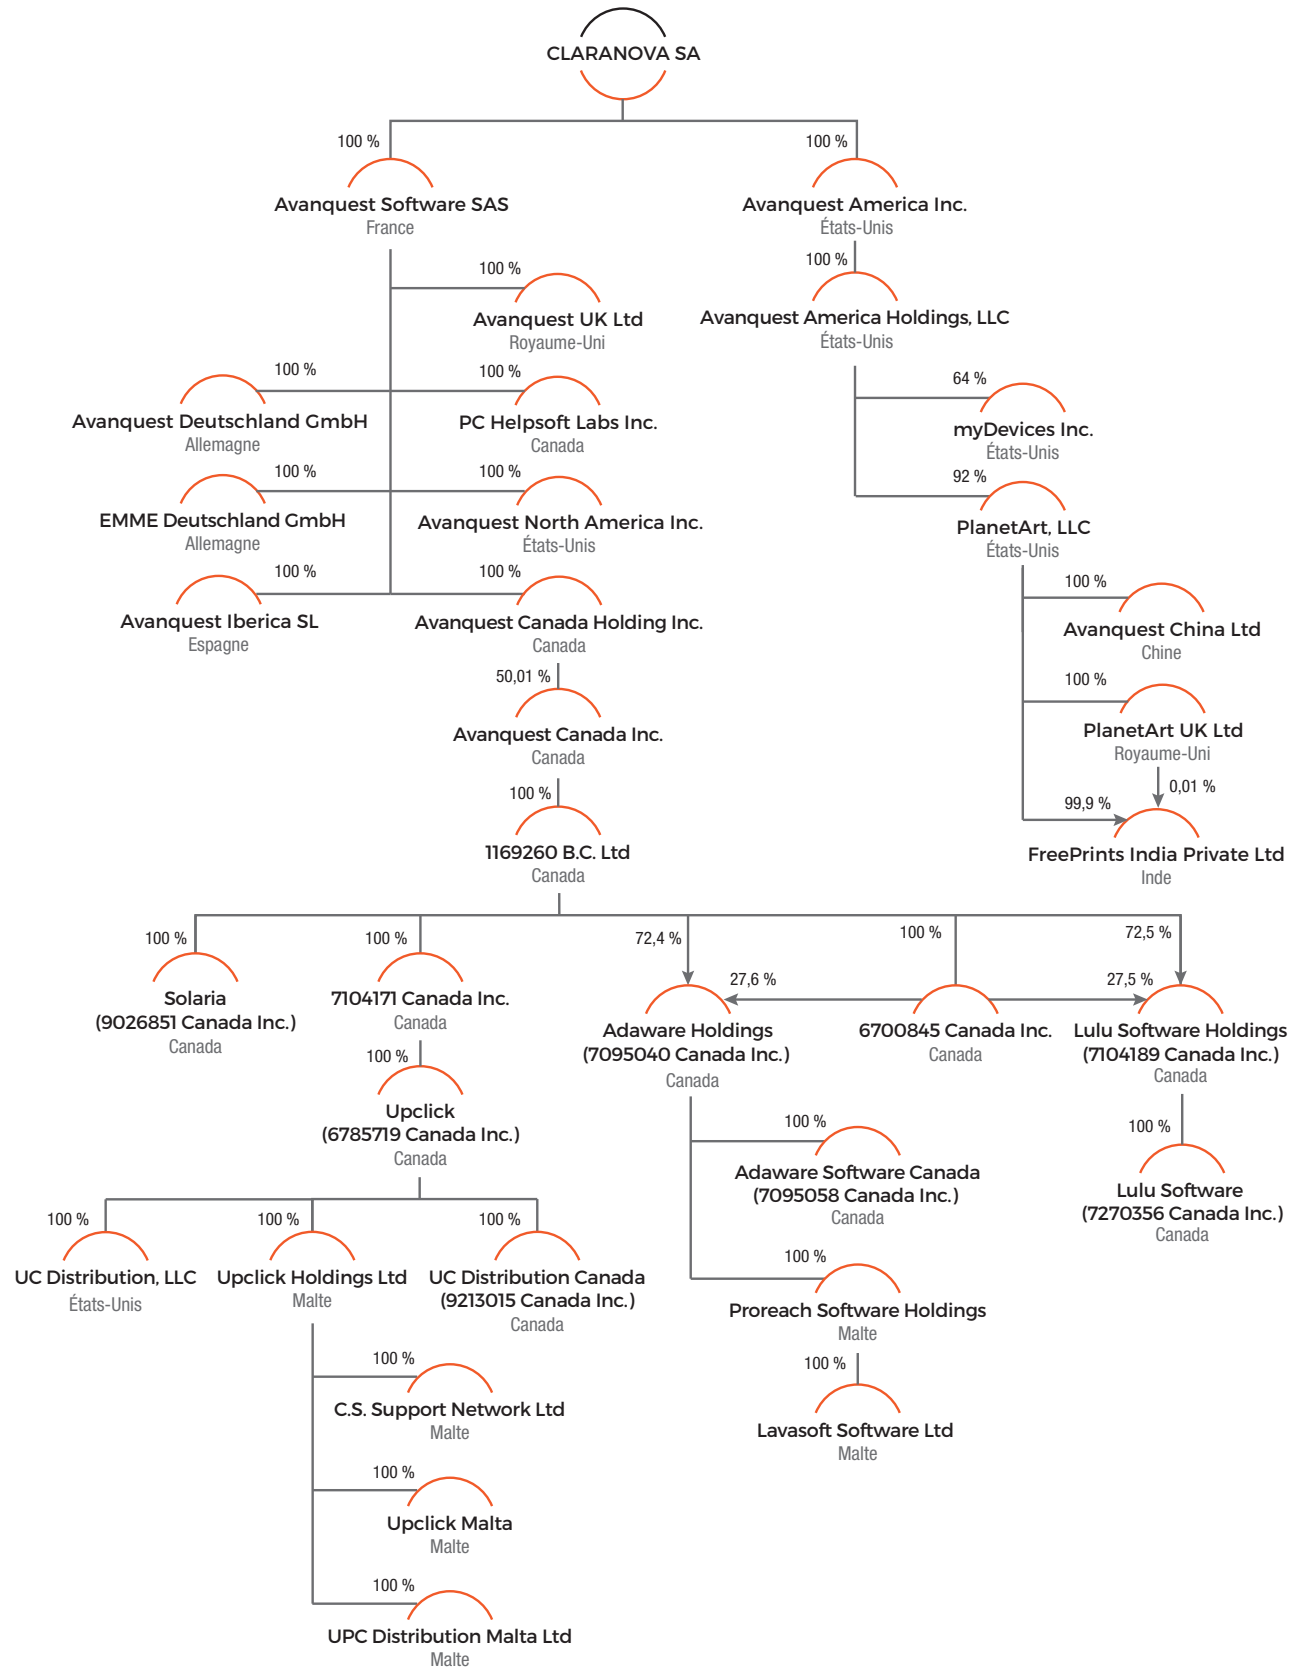 CLARANOVA SA
100 %
100 %
Avanquest Software SAS
France
Avanquest America Inc.
États-Unis
100 %
Avanquest UK Ltd
Royaume-Uni
100 %
Avanquest America Holdings, LLC
États-Unis
100 %
Avanquest Deutschland GmbH
Allemagne
100 %
PC Helpsoft Labs Inc.
Canada
64 %
myDevices Inc.
États-Unis
100 %
EMME Deutschland GmbH
Allemagne
100 %
Avanquest North America Inc.
États-Unis
92 %
PlanetArt, LLC
États-Unis
100 %
Avanquest Iberica SL
Espagne
100 %
Avanquest Canada Holding Inc.
Canada
100 %
Avanquest China Ltd
Chine
50,01 %
Avanquest Canada Inc.
Canada
100 %
PlanetArt UK Ltd
Royaume-Uni
0,01 %
99,9 %
FreePrints India Private Ltd
Inde
100 %
1169260 B.C. Ltd
Canada
100 %
100 %
72,4 %
100 %
72,5 %
27,6 %
27,5 %
Solaria
(9026851 Canada Inc.)
Canada
7104171 Canada Inc.
Canada
Adaware Holdings
(7095040 Canada Inc.)
Canada
6700845 Canada Inc.
Canada
Lulu Software Holdings
(7104189 Canada Inc.)
Canada
100 %
Upclick
(6785719 Canada Inc.)
Canada
100 %
Adaware Software Canada
(7095058 Canada Inc.)
Canada
100 %
Lulu Software
(7270356 Canada Inc.)
Canada
100 %
100 %
100 %
UC Distribution, LLC
États-Unis
Upclick Holdings Ltd
Malte
UC Distribution Canada
(9213015 Canada Inc.)
Canada
100 %
Proreach Software Holdings
Malte
100 %
C.S. Support Network Ltd
Malte
100 %
Lavasoft Software Ltd
Malte
100 %
Upclick Malta
Malte
100 %
UPC Distribution Malta Ltd
Malte